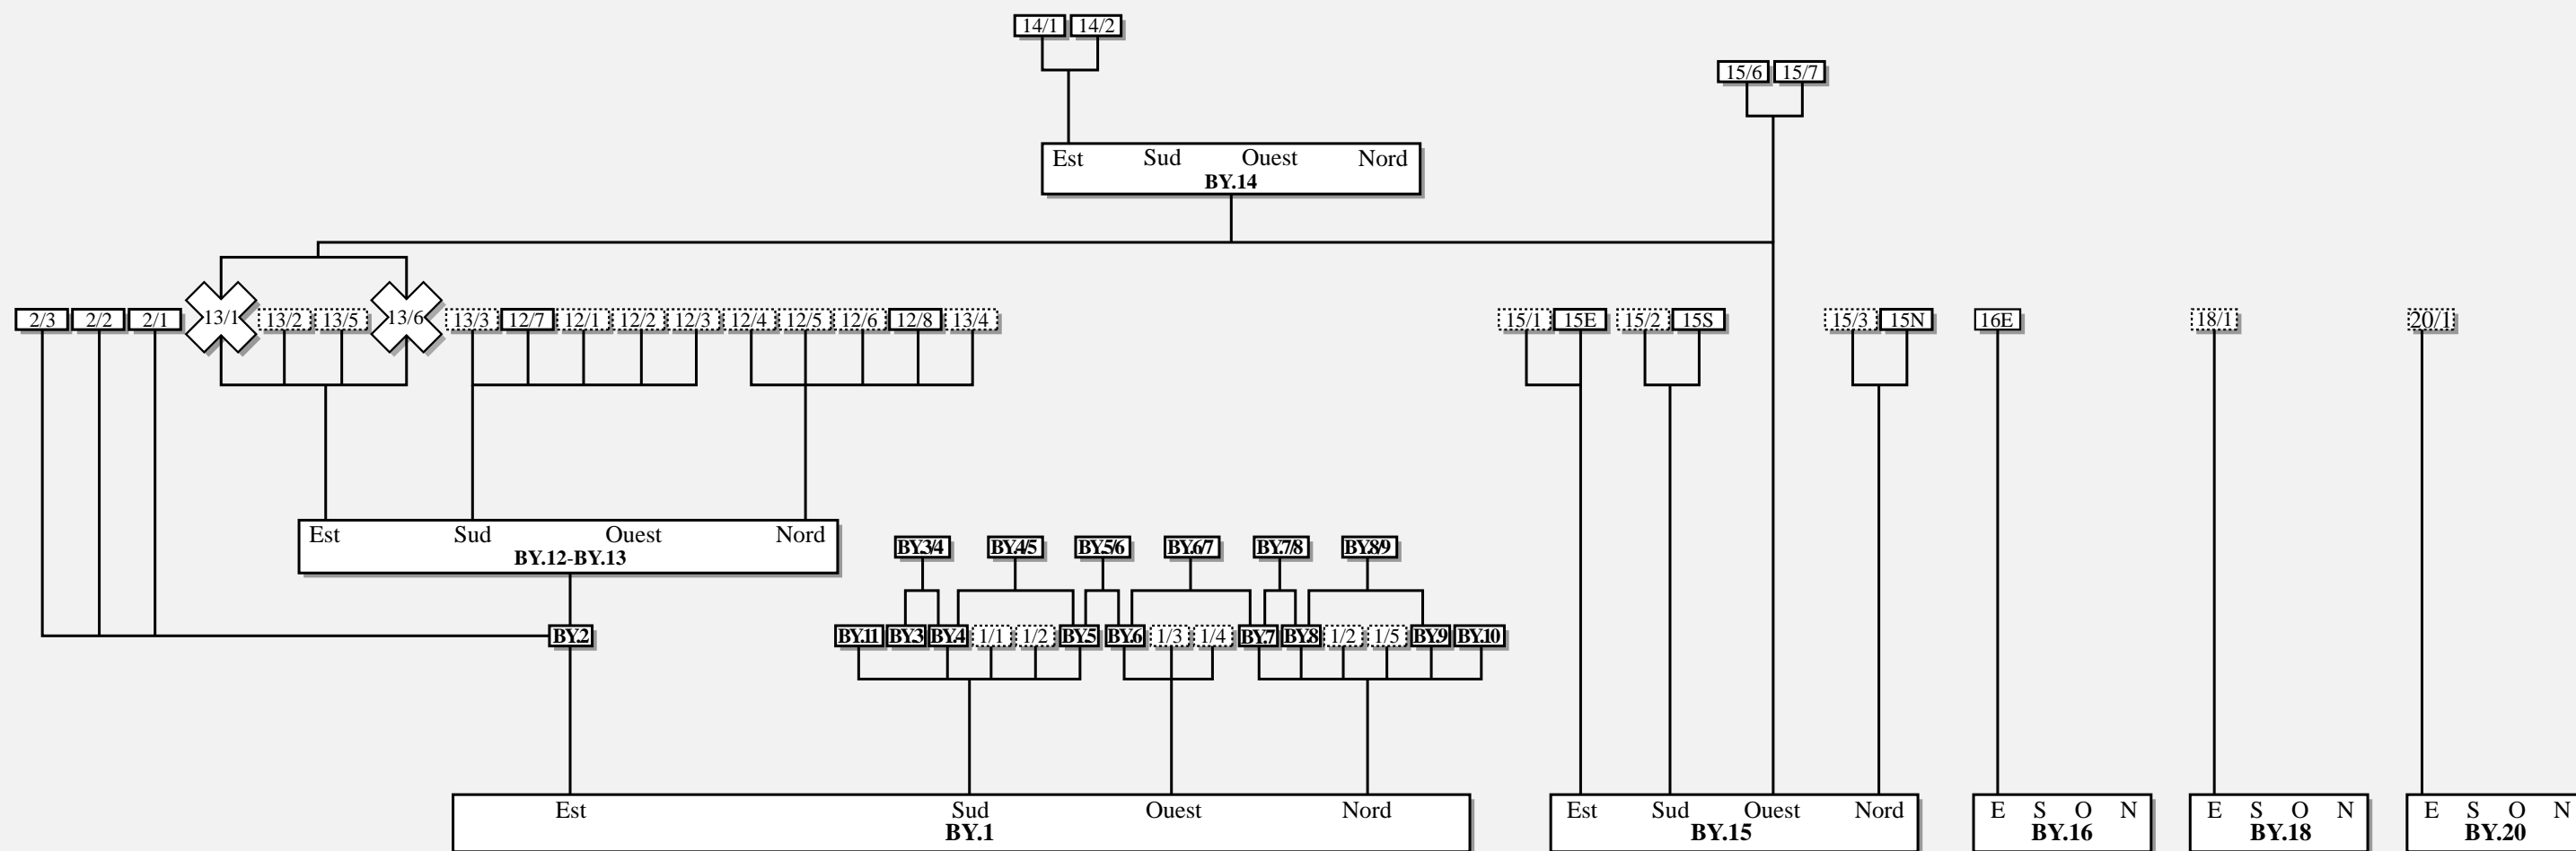 14/1 14/2
15/6 15/7
Est Sud Ouest Nord
BY.14
2/3 2/2 2/1 13/1 13/2 13/5 13/6 13/3 12/7 12/1 12/2 12/3 12/4 12/5 12/6 12/8 13/4 15/1 15E 15/2 15S 15/3 15N 16E 18/1 20/1
Est Sud Ouest Nord
BY.12-BY.13
BY.3/4 BY.4/5 BY.5/6 BY.6/7 BY.7/8 BY.8/9
BY.2 BY.11 BY.3 BY.4 1/1 1/2 BY.5 BY.6 1/3 1/4 BY.7 BY.8 1/2 1/5 BY.9 BY.10
Est Sud Ouest Nord
BY.1
Est Sud Ouest Nord
BY.15
E S O N
BY.16
E S O N
BY.18
E S O N
BY.20